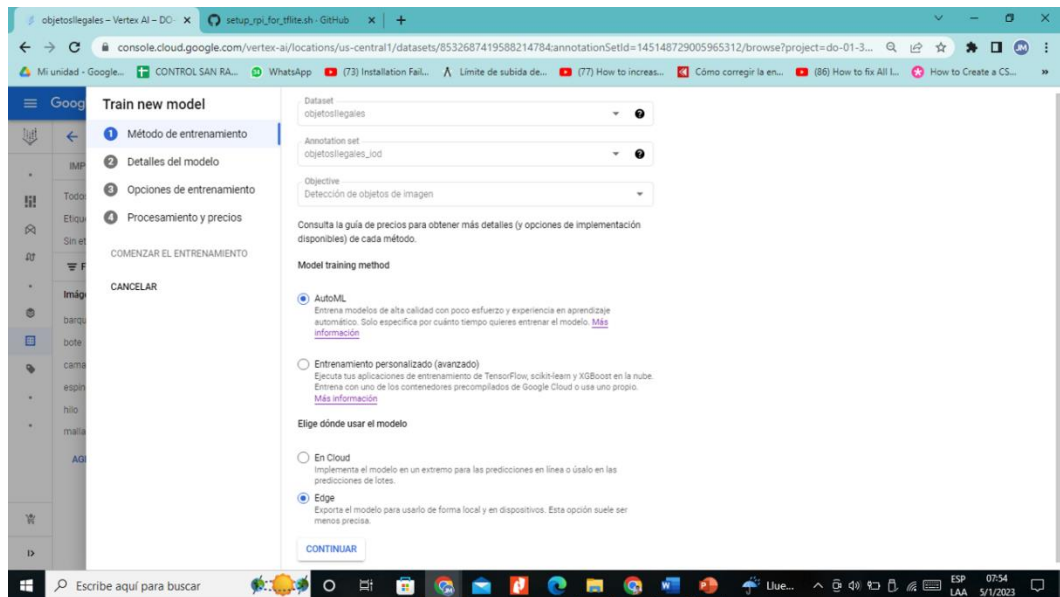 objetosIlegales – Vertex AI – DO-
setup_rpi_for_tflite.sh · GitHub
console.cloud.google.com/vertex-ai/locations/us-central1/datasets/8532687419588214784;annotationSetId=145148729005965312/browse?project=do-01-3...
JM
Mi unidad - Google...
CONTROL SAN RA...
WhatsApp
(73) Installation Fail...
Límite de subida de...
(77) How to increas...
Cómo corregir la en...
(86) How to fix All I...
How to Create a CS...
Goog
IMP
Todo
Etiqu
Sin et
F
Imág
barqu
bote
cama
espin
hilo
malla
AG
Train new model
1 Método de entrenamiento
2 Detalles del modelo
3 Opciones de entrenamiento
4 Procesamiento y precios
COMENZAR EL ENTRENAMIENTO
CANCELAR
Dataset
objetosIlegales
Annotation set
objetosIlegales_iod
Objective
Detección de objetos de imagen
Consulta la guía de precios para obtener más detalles (y opciones de implementación
disponibles) de cada método.
Model training method
AutoML
Entrena modelos de alta calidad con poco esfuerzo y experiencia en aprendizaje
automático. Solo especifica por cuánto tiempo quieres entrenar el modelo. Más
información
Entrenamiento personalizado (avanzado)
Ejecuta tus aplicaciones de entrenamiento de TensorFlow, scikit-learn y XGBoost en la nube.
Entrena con uno de los contenedores precompilados de Google Cloud o usa uno propio.
Más información
Elige dónde usar el modelo
En Cloud
Implementa el modelo en un extremo para las predicciones en línea o úsalo en las
predicciones de lotes.
Edge
Exporta el modelo para usarlo de forma local y en dispositivos. Esta opción suele ser
menos precisa.
CONTINUAR
Escribe aquí para buscar
Llue...
ESP
LAA
07:54
5/1/2023